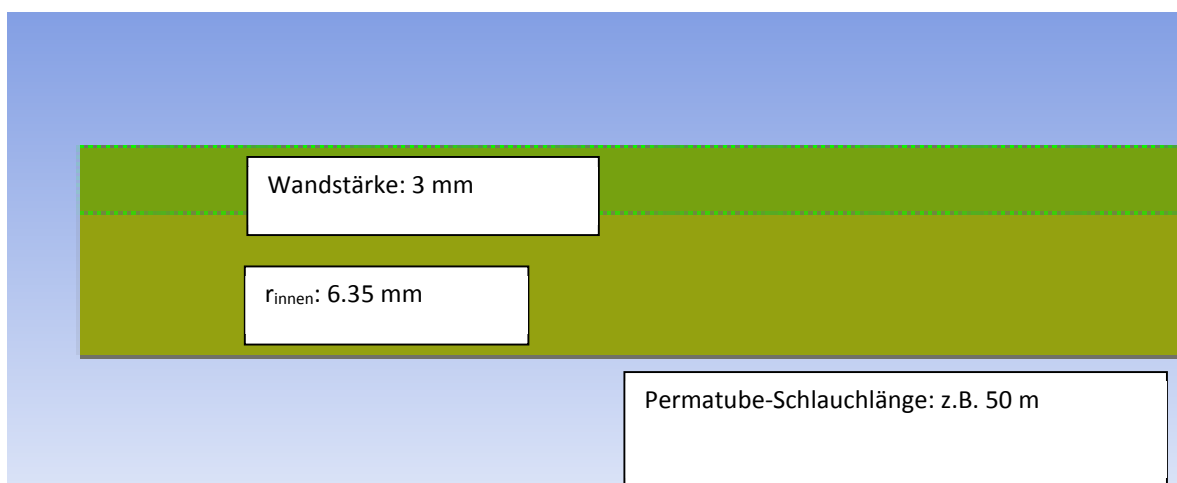 Wandstärke: 3 mm
rinnen: 6.35 mm
Permatube-Schlauchlänge: z.B. 50 m